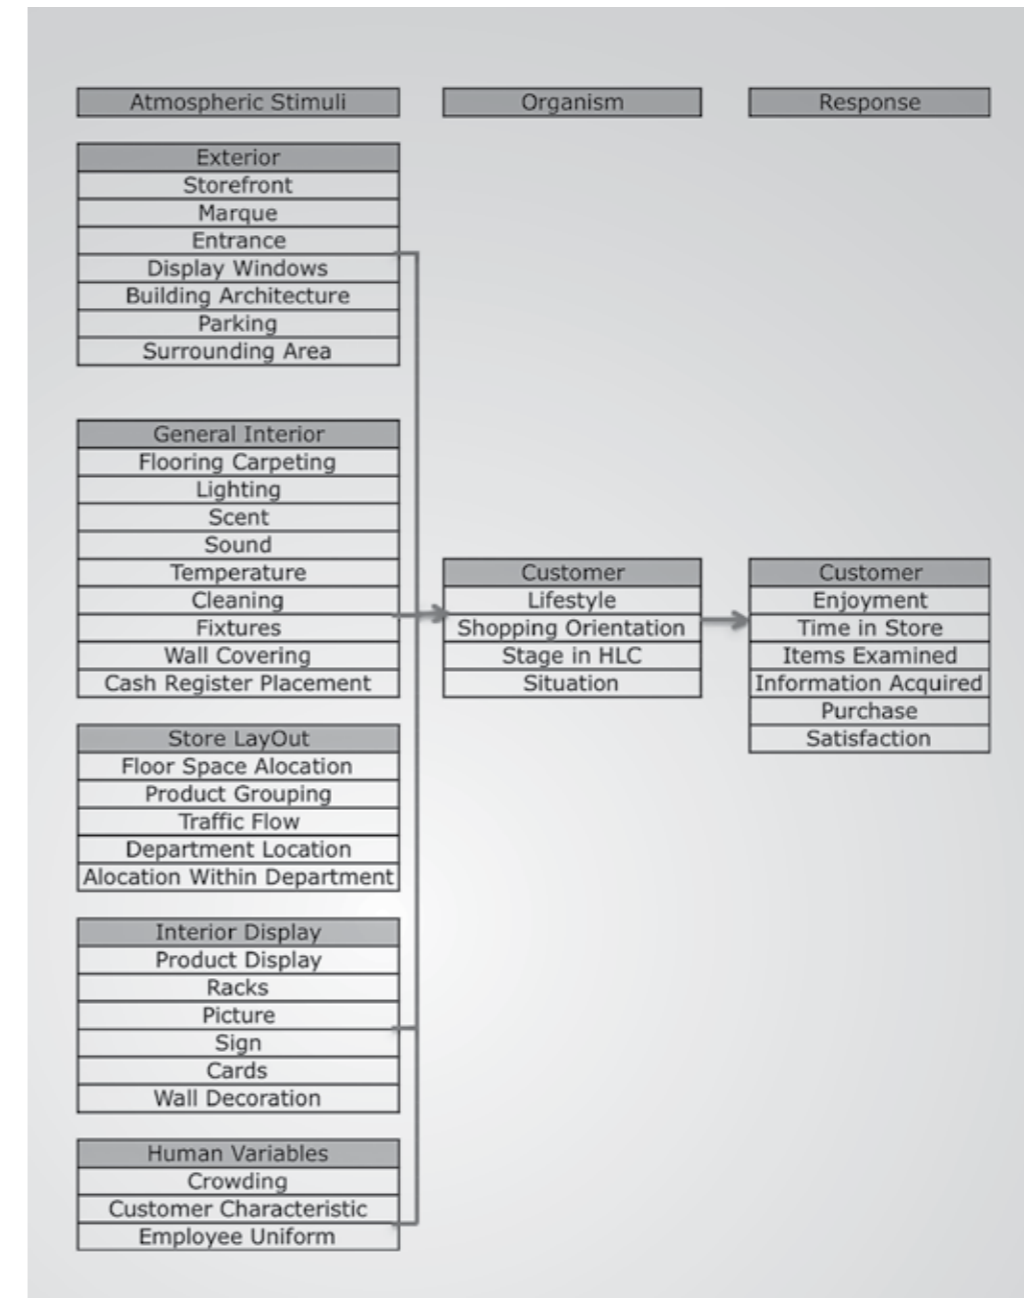 Atmospheric Stimuli
Organism
Response
Exterior
Storefront
Marque
Entrance
Display Windows
Building Architecture
Parking
Surrounding Area
General Interior
Flooring Carpeting
Lighting
Scent
Sound
Temperature
Cleaning
Fixtures
Wall Covering
Cash Register Placement
Store LayOut
Floor Space Alocation
Product Grouping
Traffic Flow
Department Location
Alocation Within Department
Interior Display
Product Display
Racks
Picture
Sign
Cards
Wall Decoration
Human Variables
Crowding
Customer Characteristic
Employee Uniform
Customer
Lifestyle
Shopping Orientation
Stage in HLC
Situation
Customer
Enjoyment
Time in Store
Items Examined
Information Acquired
Purchase
Satisfaction